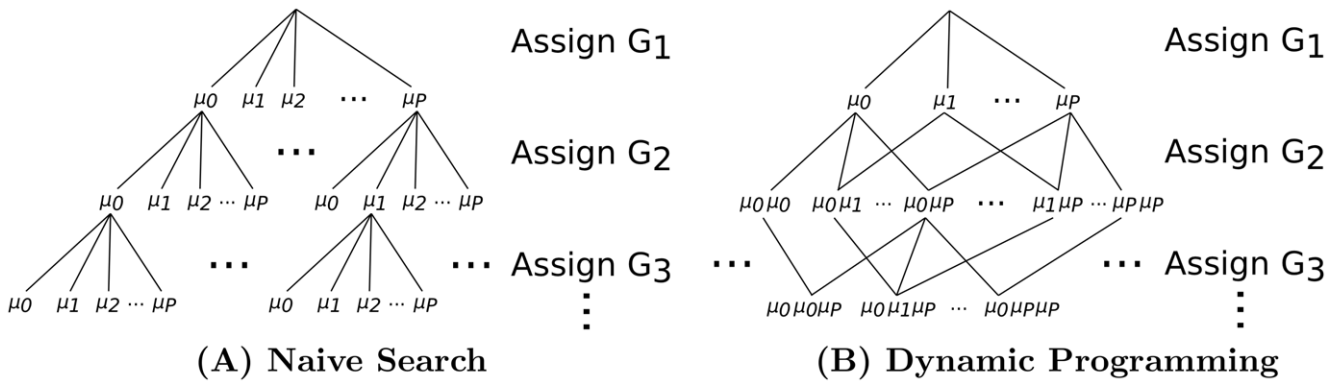 Assign G1
μ0 μ1 μ2 ... μP
Assign G2
μ0 μ1 μ2 ... μP ... μ0 μ1 μ2 ... μP
Assign G3
μ0 μ1 μ2 ... μP ... μ0 μ1 μ2 ... μP ...
(A) Naive Search
Assign G1
μ0 μ1 ... μP
Assign G2
μ0μ0 μ0μ1 ... μ0μP ... μ1μP ... μPμP
... Assign G3 ...
μ0μ0μP μ0μ1μP ... μ0μPμP
(B) Dynamic Programming